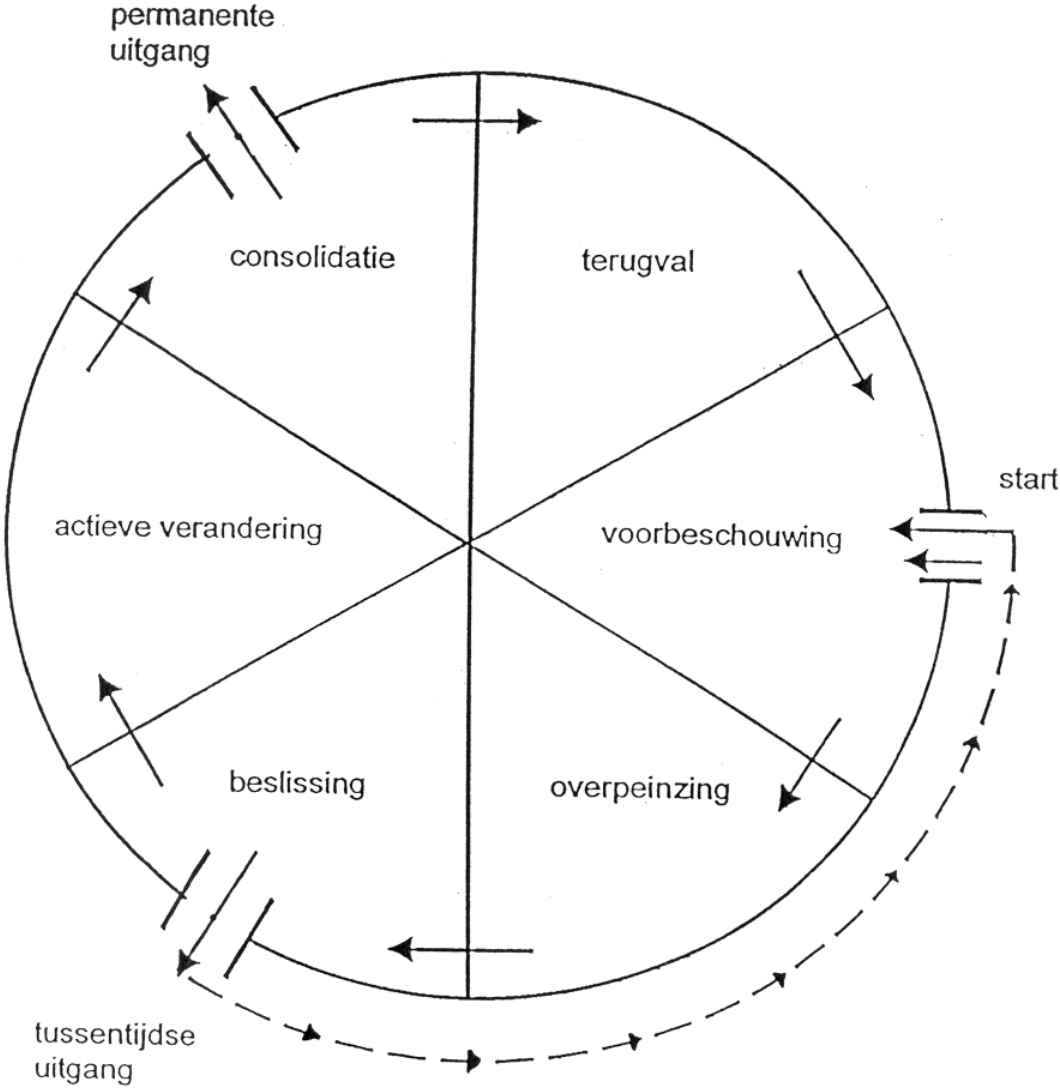 permanente
uitgang
consolidatie
terugval
start
actieve verandering
voorbeschouwing
beslissing
overpeinzing
tussentijdse
uitgang